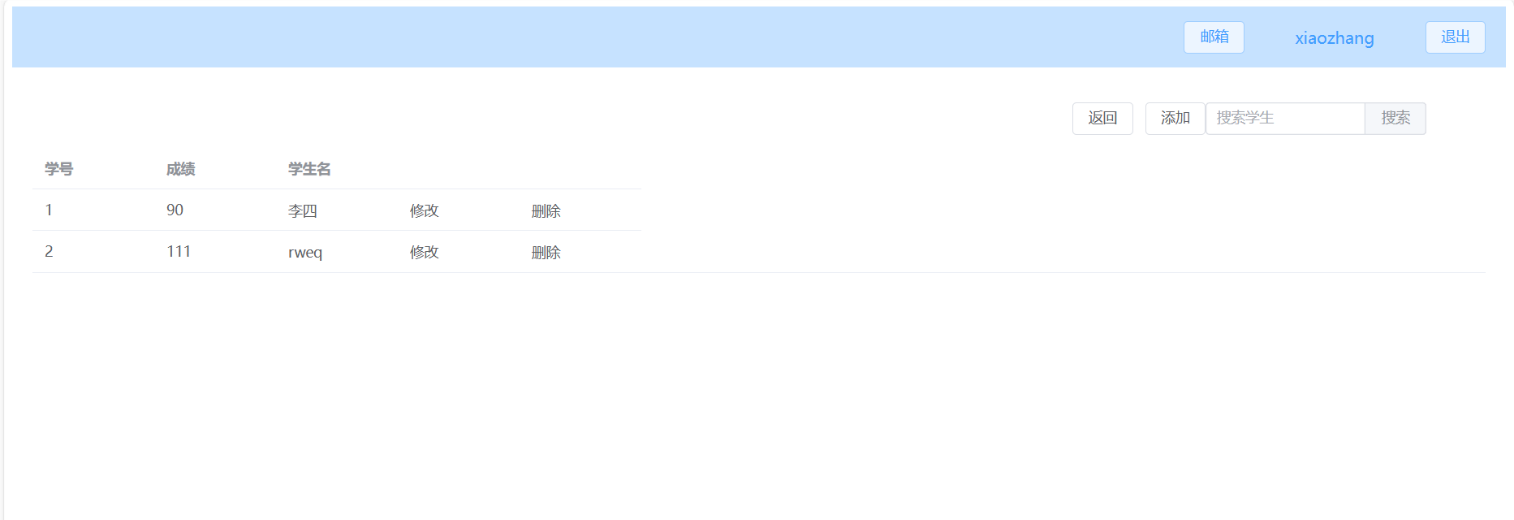 邮箱 xiaozhang 退出
返回 添加 搜索学生 搜索
学号 成绩 学生名
1 90 李四 修改 删除
2 111 rweq 修改 删除